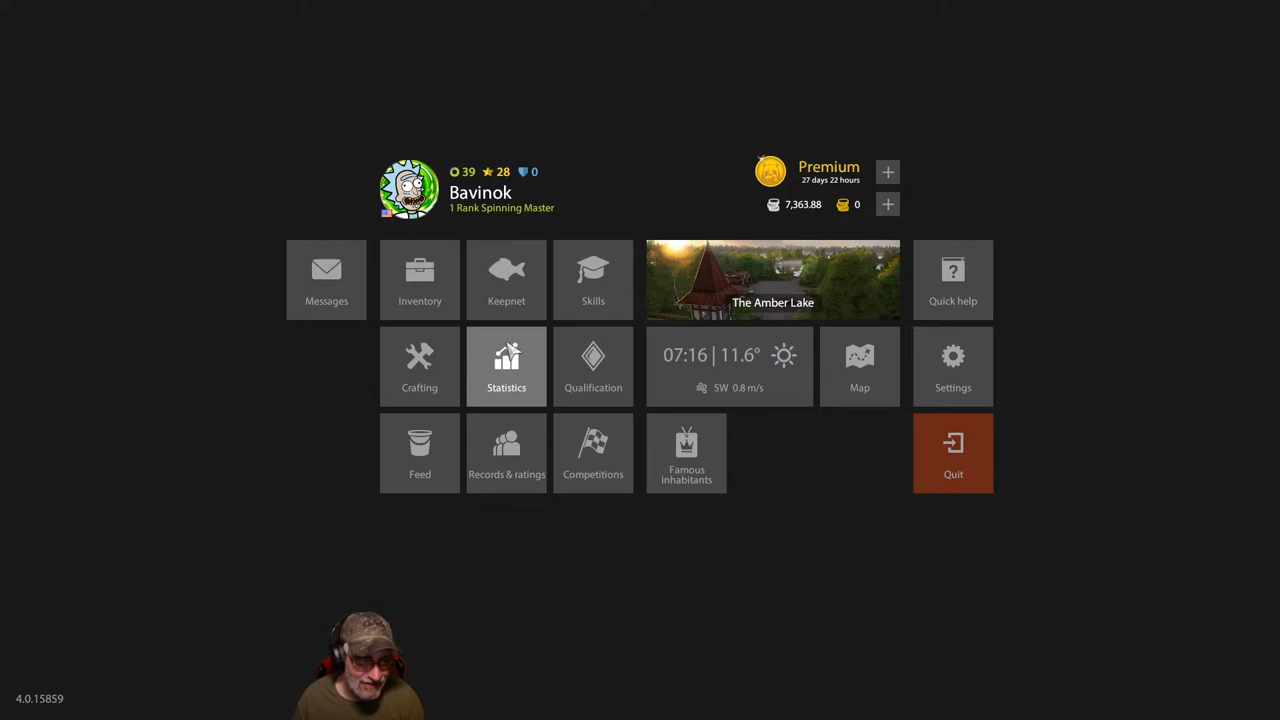 39 28 0
Bavinok
1 Rank Spinning Master
Premium
27 days 22 hours
+
7,363.88 0
+
Messages
Inventory
Keepnet
Skills
The Amber Lake
?
Quick help
Crafting
Statistics
Qualification
07:16 | 11.6°
SW 0.8 m/s
Map
Settings
Feed
Records & ratings
Competitions
Famous
inhabitants
Quit
4.0.15859